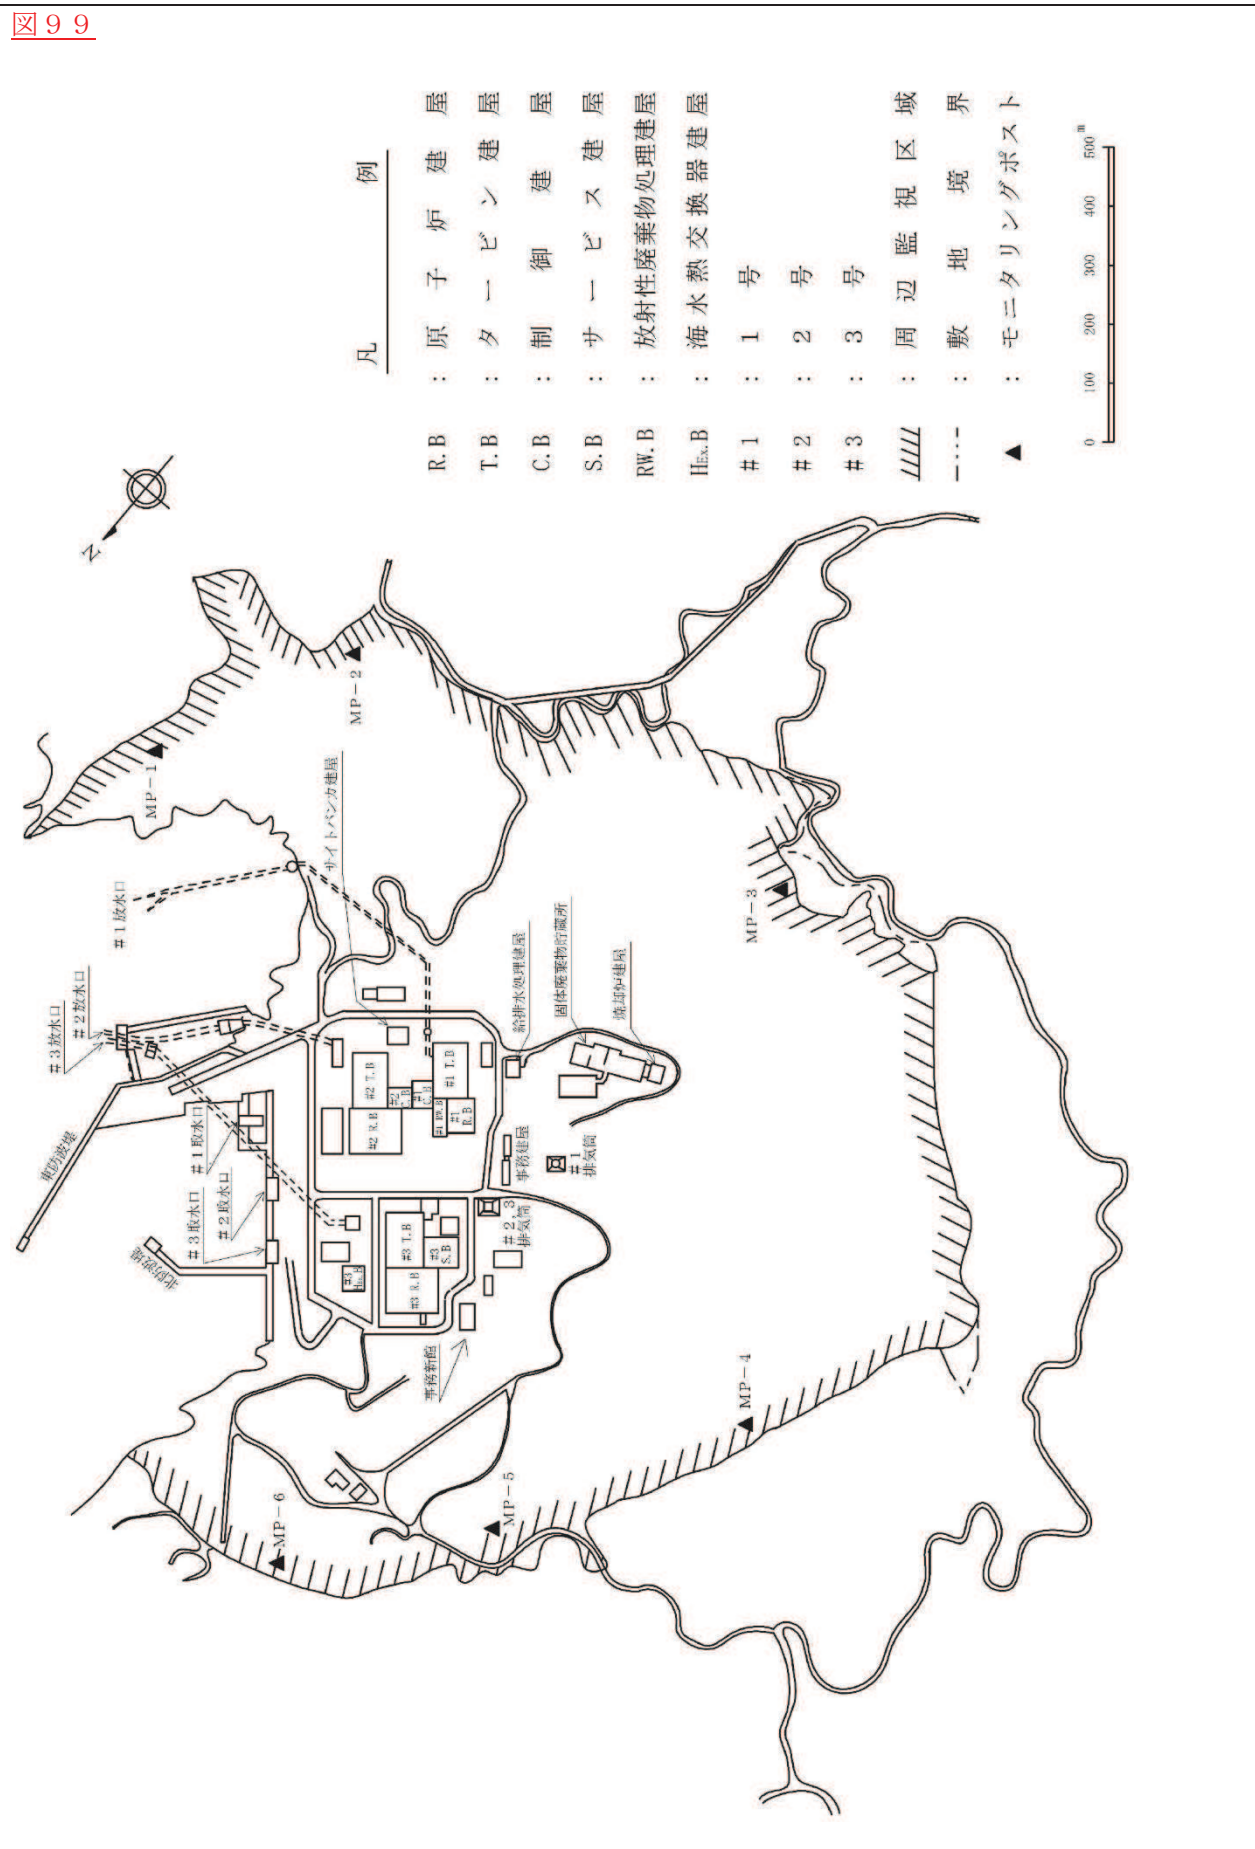 図９９
凡例
R.B : 原子炉建屋
T.B : タービン建屋
C.B : 制御建屋
S.B : サービス建屋
RW.B : 放射性廃棄物処理建屋
HEx.B : 海水熱交換器建屋
#1 : 1号
#2 : 2号
#3 : 3号
: 周辺監視区域
: 敷地境界
▲ : モニタリングポスト
0 100 200 300 400 500m
N
MP-1
MP-2
MP-3
MP-4
MP-5
MP-6
#1放水口
#2放水口
#3放水口
サイトバンカ建屋
給排水処理建屋
固体廃棄物貯蔵所
焼却炉建屋
東防波堤
北防波堤
#1取水口
#2取水口
#3取水口
#2 T.B
#2 R.B
#2 C.B
#1 C.B
#1 T.B
#1 RW.B
#1 R.B
事務建屋
#1 排気筒
#2,3 排気筒
#3 T.B
#3 S.B
#3 R.B
#3 HEx.B
事務新館